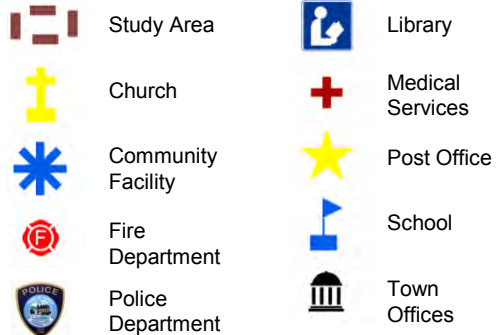 Study Area
Church
Community
Facility
F
Fire
Department
POLICE
Police
Department
Library
Medical
Services
Post Office
School
Town
Offices